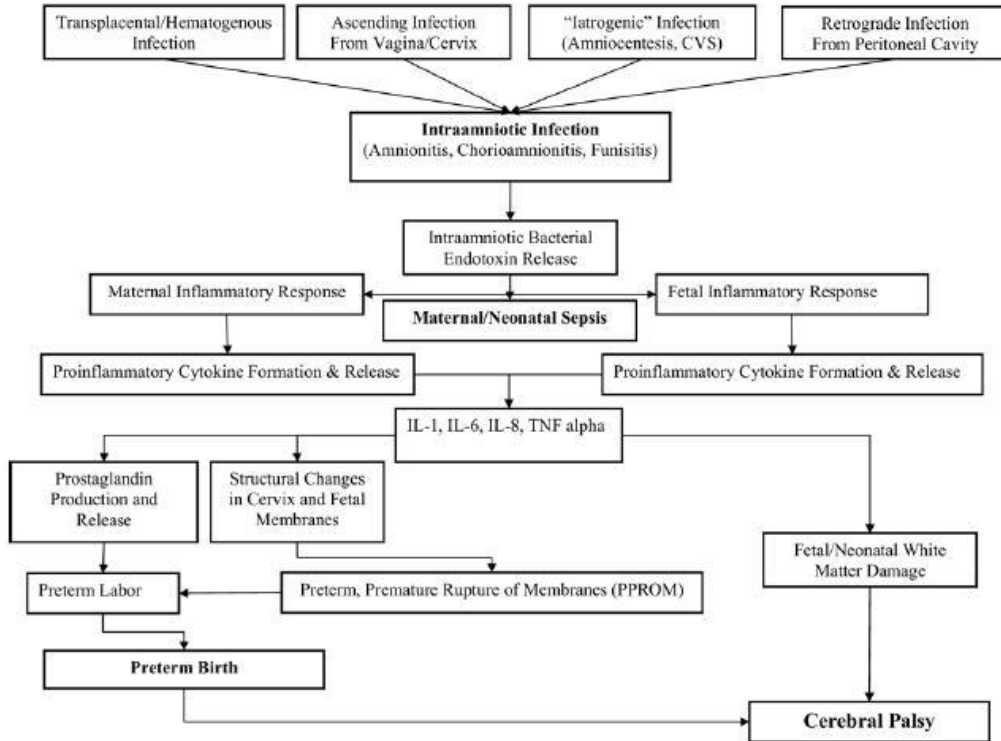 Transplacental/Hematogenous
Infection
Ascending Infection
From Vagina/Cervix
“Iatrogenic” Infection
(Amniocentesis, CVS)
Retrograde Infection
From Peritoneal Cavity
Intraamniotic Infection
(Amnionitis, Chorioamnionitis, Funisitis)
Intraamniotic Bacterial
Endotoxin Release
Maternal Inflammatory Response
Fetal Inflammatory Response
Maternal/Neonatal Sepsis
Proinflammatory Cytokine Formation & Release
Proinflammatory Cytokine Formation & Release
IL-1, IL-6, IL-8, TNF alpha
Prostaglandin
Production and
Release
Structural Changes
in Cervix and Fetal
Membranes
Fetal/Neonatal White
Matter Damage
Preterm Labor
Preterm, Premature Rupture of Membranes (PPROM)
Preterm Birth
Cerebral Palsy